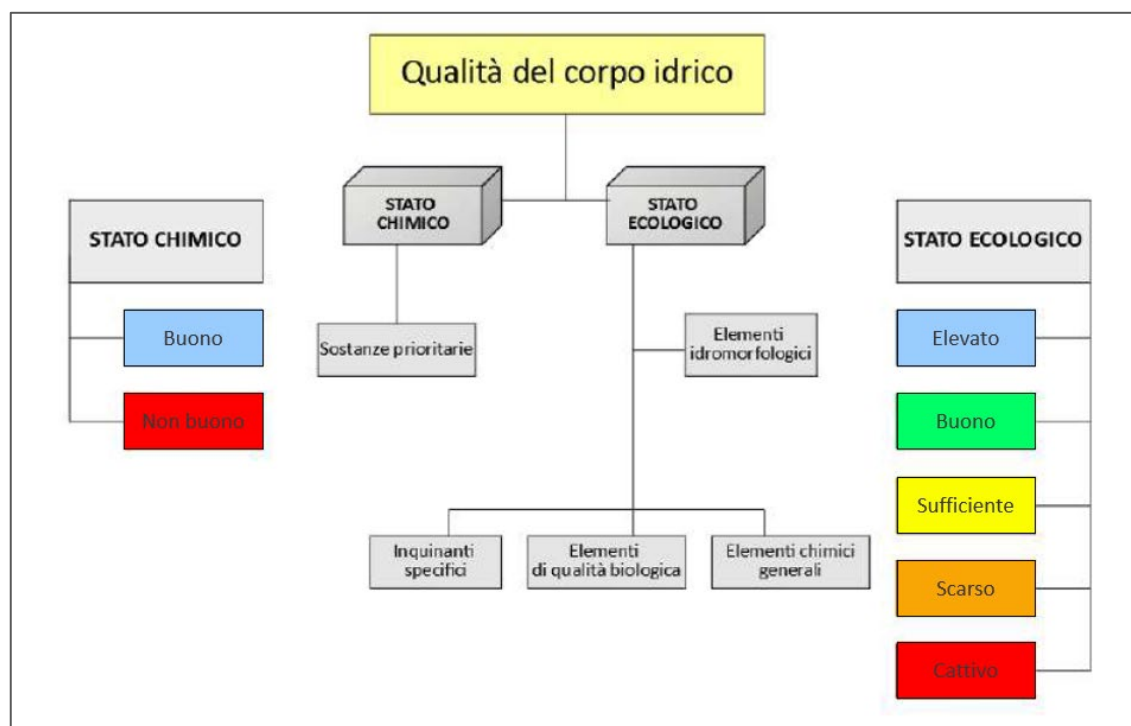 Qualità del corpo idrico
STATO
CHIMICO
STATO
ECOLOGICO
STATO CHIMICO
STATO ECOLOGICO
Buono
Non buono
Sostanze prioritarie
Elementi
idromorfologici
Elevato
Buono
Sufficiente
Scarso
Cattivo
Inquinanti
specifici
Elementi
di qualità biologica
Elementi chimici
generali